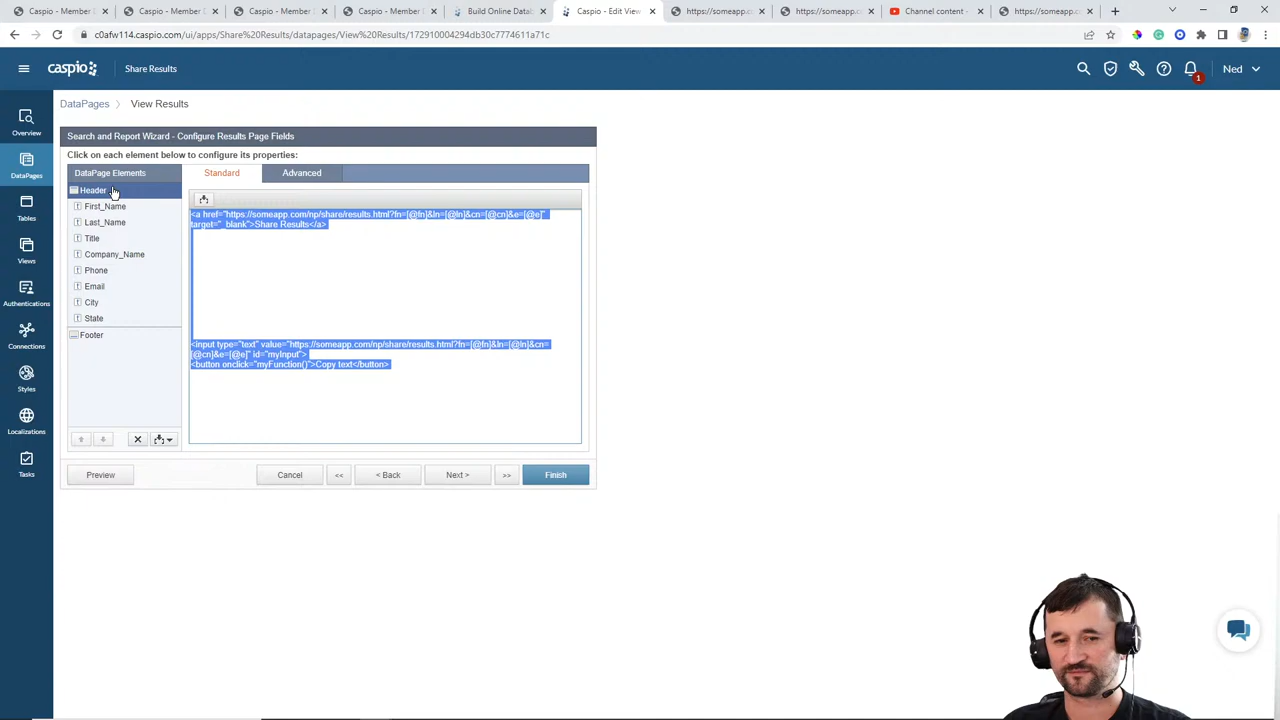 Caspio - Member
Caspio - Member
Caspio - Member
Caspio - Member
Build Online Datab
Caspio - Edit View
https://someapp.co
https://someapp.co
Channel content -
https://someapp.co
c0afw114.caspio.com/ui/apps/Share%20Results/datapages/View%20Results/172910004294db30c7774611a71c
caspio
Share Results
1
Ned
Overview
DataPages
Tables
Views
Authentications
Connections
Styles
Localizations
Tasks
DataPages
View Results
Search and Report Wizard - Configure Results Page Fields
Click on each element below to configure its properties:
DataPage Elements
Standard
Advanced
Header
First_Name
Last_Name
Title
Company_Name
Phone
Email
City
State
Footer
<a href="https://someapp.com/np/share/results.html?fn=[@fn]&ln=[@ln]&cn=[@cn]&e=[@e]"
target="_blank">Share Results</a>
<input type="text" value="https://someapp.com/np/share/results.html?fn=[@fn]&ln=[@ln]&cn=
[@cn]&e=[@e]" id="myInput">
<button onclick="myFunction()">Copy text</button>
Preview
Cancel
<<
< Back
Next >
>>
Finish